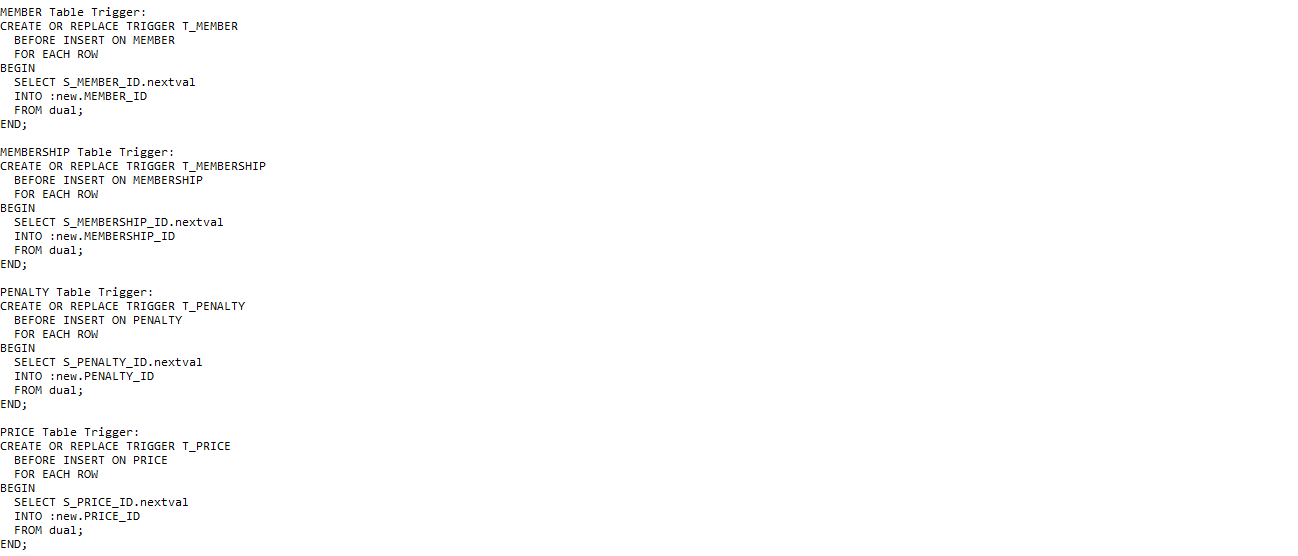 MEMBER Table Trigger:
CREATE OR REPLACE TRIGGER T_MEMBER
  BEFORE INSERT ON MEMBER
  FOR EACH ROW
BEGIN
  SELECT S_MEMBER_ID.nextval
  INTO :new.MEMBER_ID
  FROM dual;
END;

MEMBERSHIP Table Trigger:
CREATE OR REPLACE TRIGGER T_MEMBERSHIP
  BEFORE INSERT ON MEMBERSHIP
  FOR EACH ROW
BEGIN
  SELECT S_MEMBERSHIP_ID.nextval
  INTO :new.MEMBERSHIP_ID
  FROM dual;
END;

PENALTY Table Trigger:
CREATE OR REPLACE TRIGGER T_PENALTY
  BEFORE INSERT ON PENALTY
  FOR EACH ROW
BEGIN
  SELECT S_PENALTY_ID.nextval
  INTO :new.PENALTY_ID
  FROM dual;
END;

PRICE Table Trigger:
CREATE OR REPLACE TRIGGER T_PRICE
  BEFORE INSERT ON PRICE
  FOR EACH ROW
BEGIN
  SELECT S_PRICE_ID.nextval
  INTO :new.PRICE_ID
  FROM dual;
END;